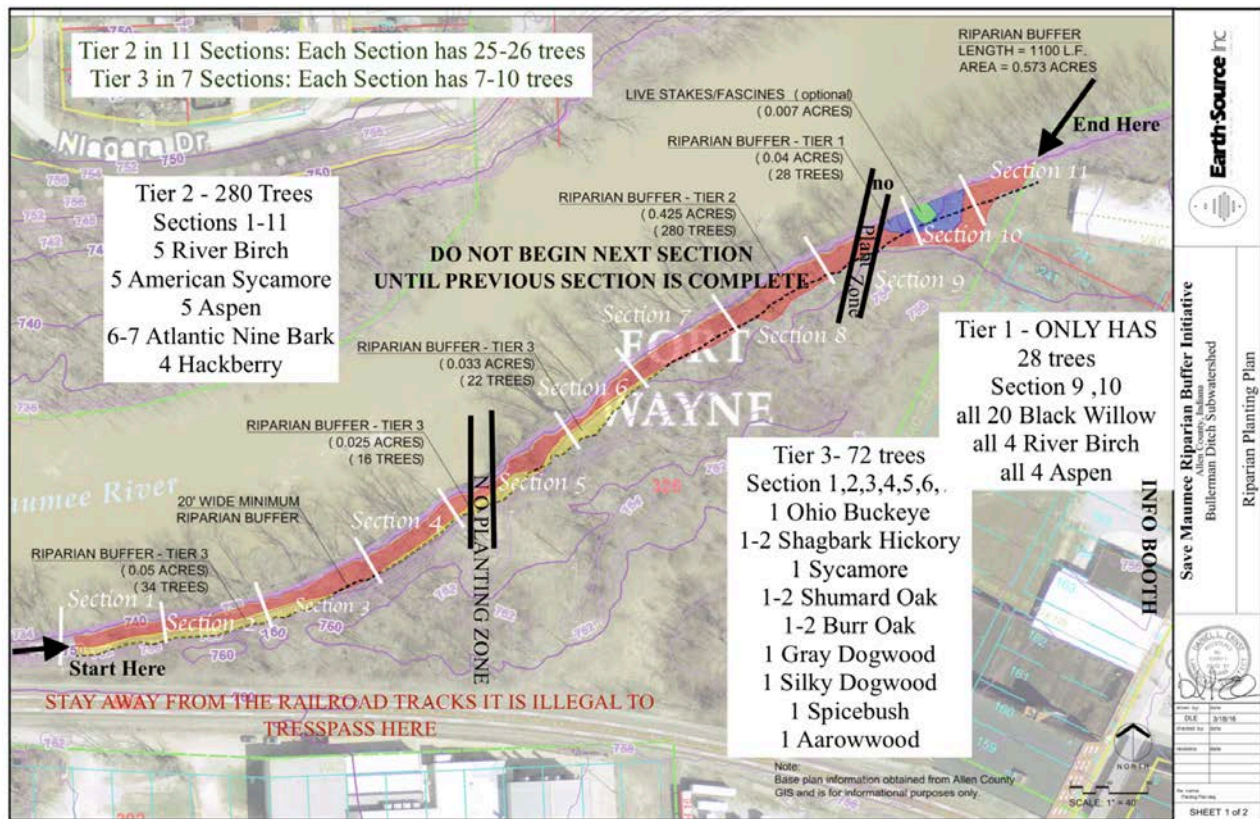 Tier 2 in 11 Sections: Each Section has 25-26 trees
Tier 3 in 7 Sections: Each Section has 7-10 trees
Niagara Dr
Tier 2 - 280 Trees
Sections 1-11
5 River Birch
5 American Sycamore
5 Aspen
6-7 Atlantic Nine Bark
4 Hackberry
RIPARIAN BUFFER
LENGTH = 1100 L.F.
AREA = 0.573 ACRES
End Here
LIVE STAKES/FASCINES (optional)
(0.007 ACRES)
RIPARIAN BUFFER - TIER 1
(0.04 ACRES)
(28 TREES)
RIPARIAN BUFFER - TIER 2
(0.425 ACRES)
(280 TREES)
no
Plant Zone
DO NOT BEGIN NEXT SECTION
UNTIL PREVIOUS SECTION IS COMPLETE
Section 11
Section 10
Section 9
Section 8
Section 7
Section 6
Section 5
Section 4
Section 3
Section 2
Section 1
FORT
WAYNE
RIPARIAN BUFFER - TIER 3
(0.033 ACRES)
(22 TREES)
RIPARIAN BUFFER - TIER 3
(0.025 ACRES)
(16 TREES)
20' WIDE MINIMUM
RIPARIAN BUFFER
RIPARIAN BUFFER - TIER 3
(0.05 ACRES)
(34 TREES)
aumee River
NO PLANTING ZONE
Start Here
STAY AWAY FROM THE RAILROAD TRACKS IT IS ILLEGAL TO
TRESSPASS HERE
Tier 1 - ONLY HAS
28 trees
Section 9 ,10
all 20 Black Willow
all 4 River Birch
all 4 Aspen
Tier 3- 72 trees
Section 1,2,3,4,5,6,.
1 Ohio Buckeye
1-2 Shagbark Hickory
1 Sycamore
1-2 Shumard Oak
1-2 Burr Oak
1 Gray Dogwood
1 Silky Dogwood
1 Spicebush
1 Aarowwood
INFO BOOTH
Note:
Base plan information obtained from Allen County
GIS and is for informational purposes only.
NORTH
SCALE: 1" = 40'
Earth Source Inc
Save Maumee Riparian Buffer Initiative
Allen County, Indiana
Bullerman Ditch Subwatershed
Riparian Planting Plan
DLE 3/18/16
SHEET 1 of 2